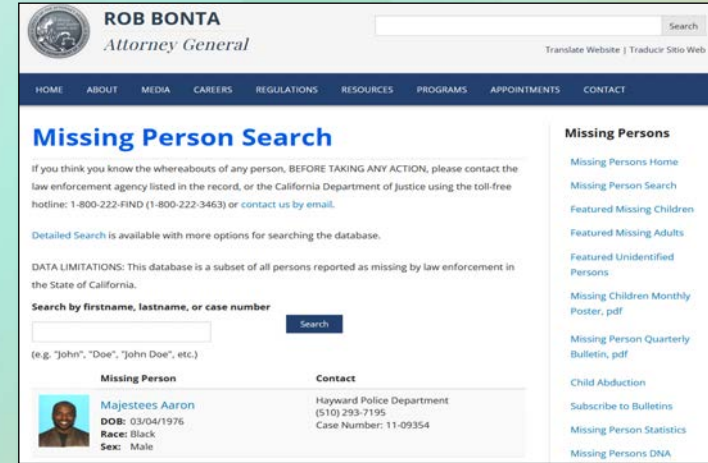 ROB BONTA
Attorney General
Search
Translate Website | Traducir Sitio Web
HOME ABOUT MEDIA CAREERS REGULATIONS RESOURCES PROGRAMS APPOINTMENTS CONTACT
Missing Person Search
If you think you know the whereabouts of any person, BEFORE TAKING ANY ACTION, please contact the
law enforcement agency listed in the record, or the California Department of Justice using the toll-free
hotline: 1-800-222-FIND (1-800-222-3463) or contact us by email.
Detailed Search is available with more options for searching the database.
DATA LIMITATIONS: This database is a subset of all persons reported as missing by law enforcement in
the State of California.
Search by firstname, lastname, or case number
Search
(e.g. "John", "Doe", "John Doe", etc.)
Missing Person Contact
Majestees Aaron
DOB: 03/04/1976
Race: Black
Sex: Male
Hayward Police Department
(510) 293-7195
Case Number: 11-09354
Missing Persons
Missing Persons Home
Missing Person Search
Featured Missing Children
Featured Missing Adults
Featured Unidentified
Persons
Missing Children Monthly
Poster, pdf
Missing Person Quarterly
Bulletin, pdf
Child Abduction
Subscribe to Bulletins
Missing Person Statistics
Missing Persons DNA